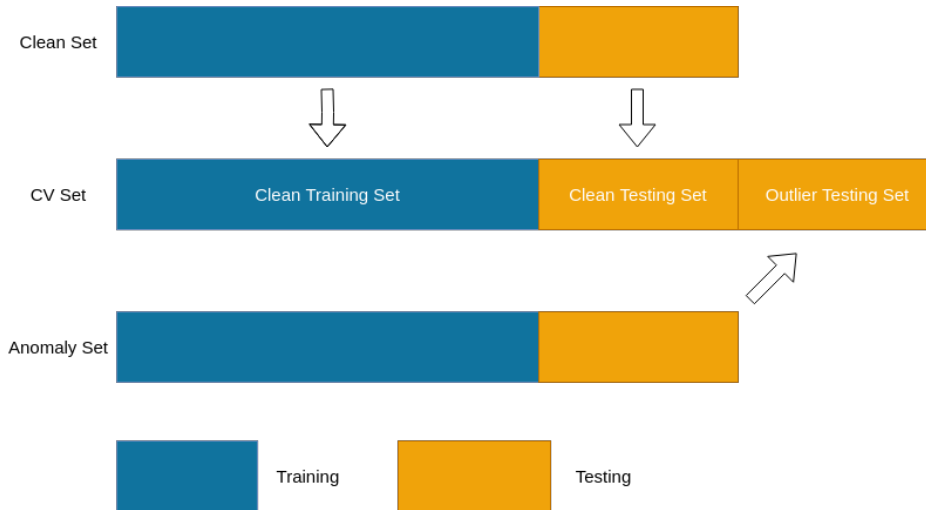 Clean Set
CV Set
Clean Training Set
Clean Testing Set
Outlier Testing Set
Anomaly Set
Training
Testing